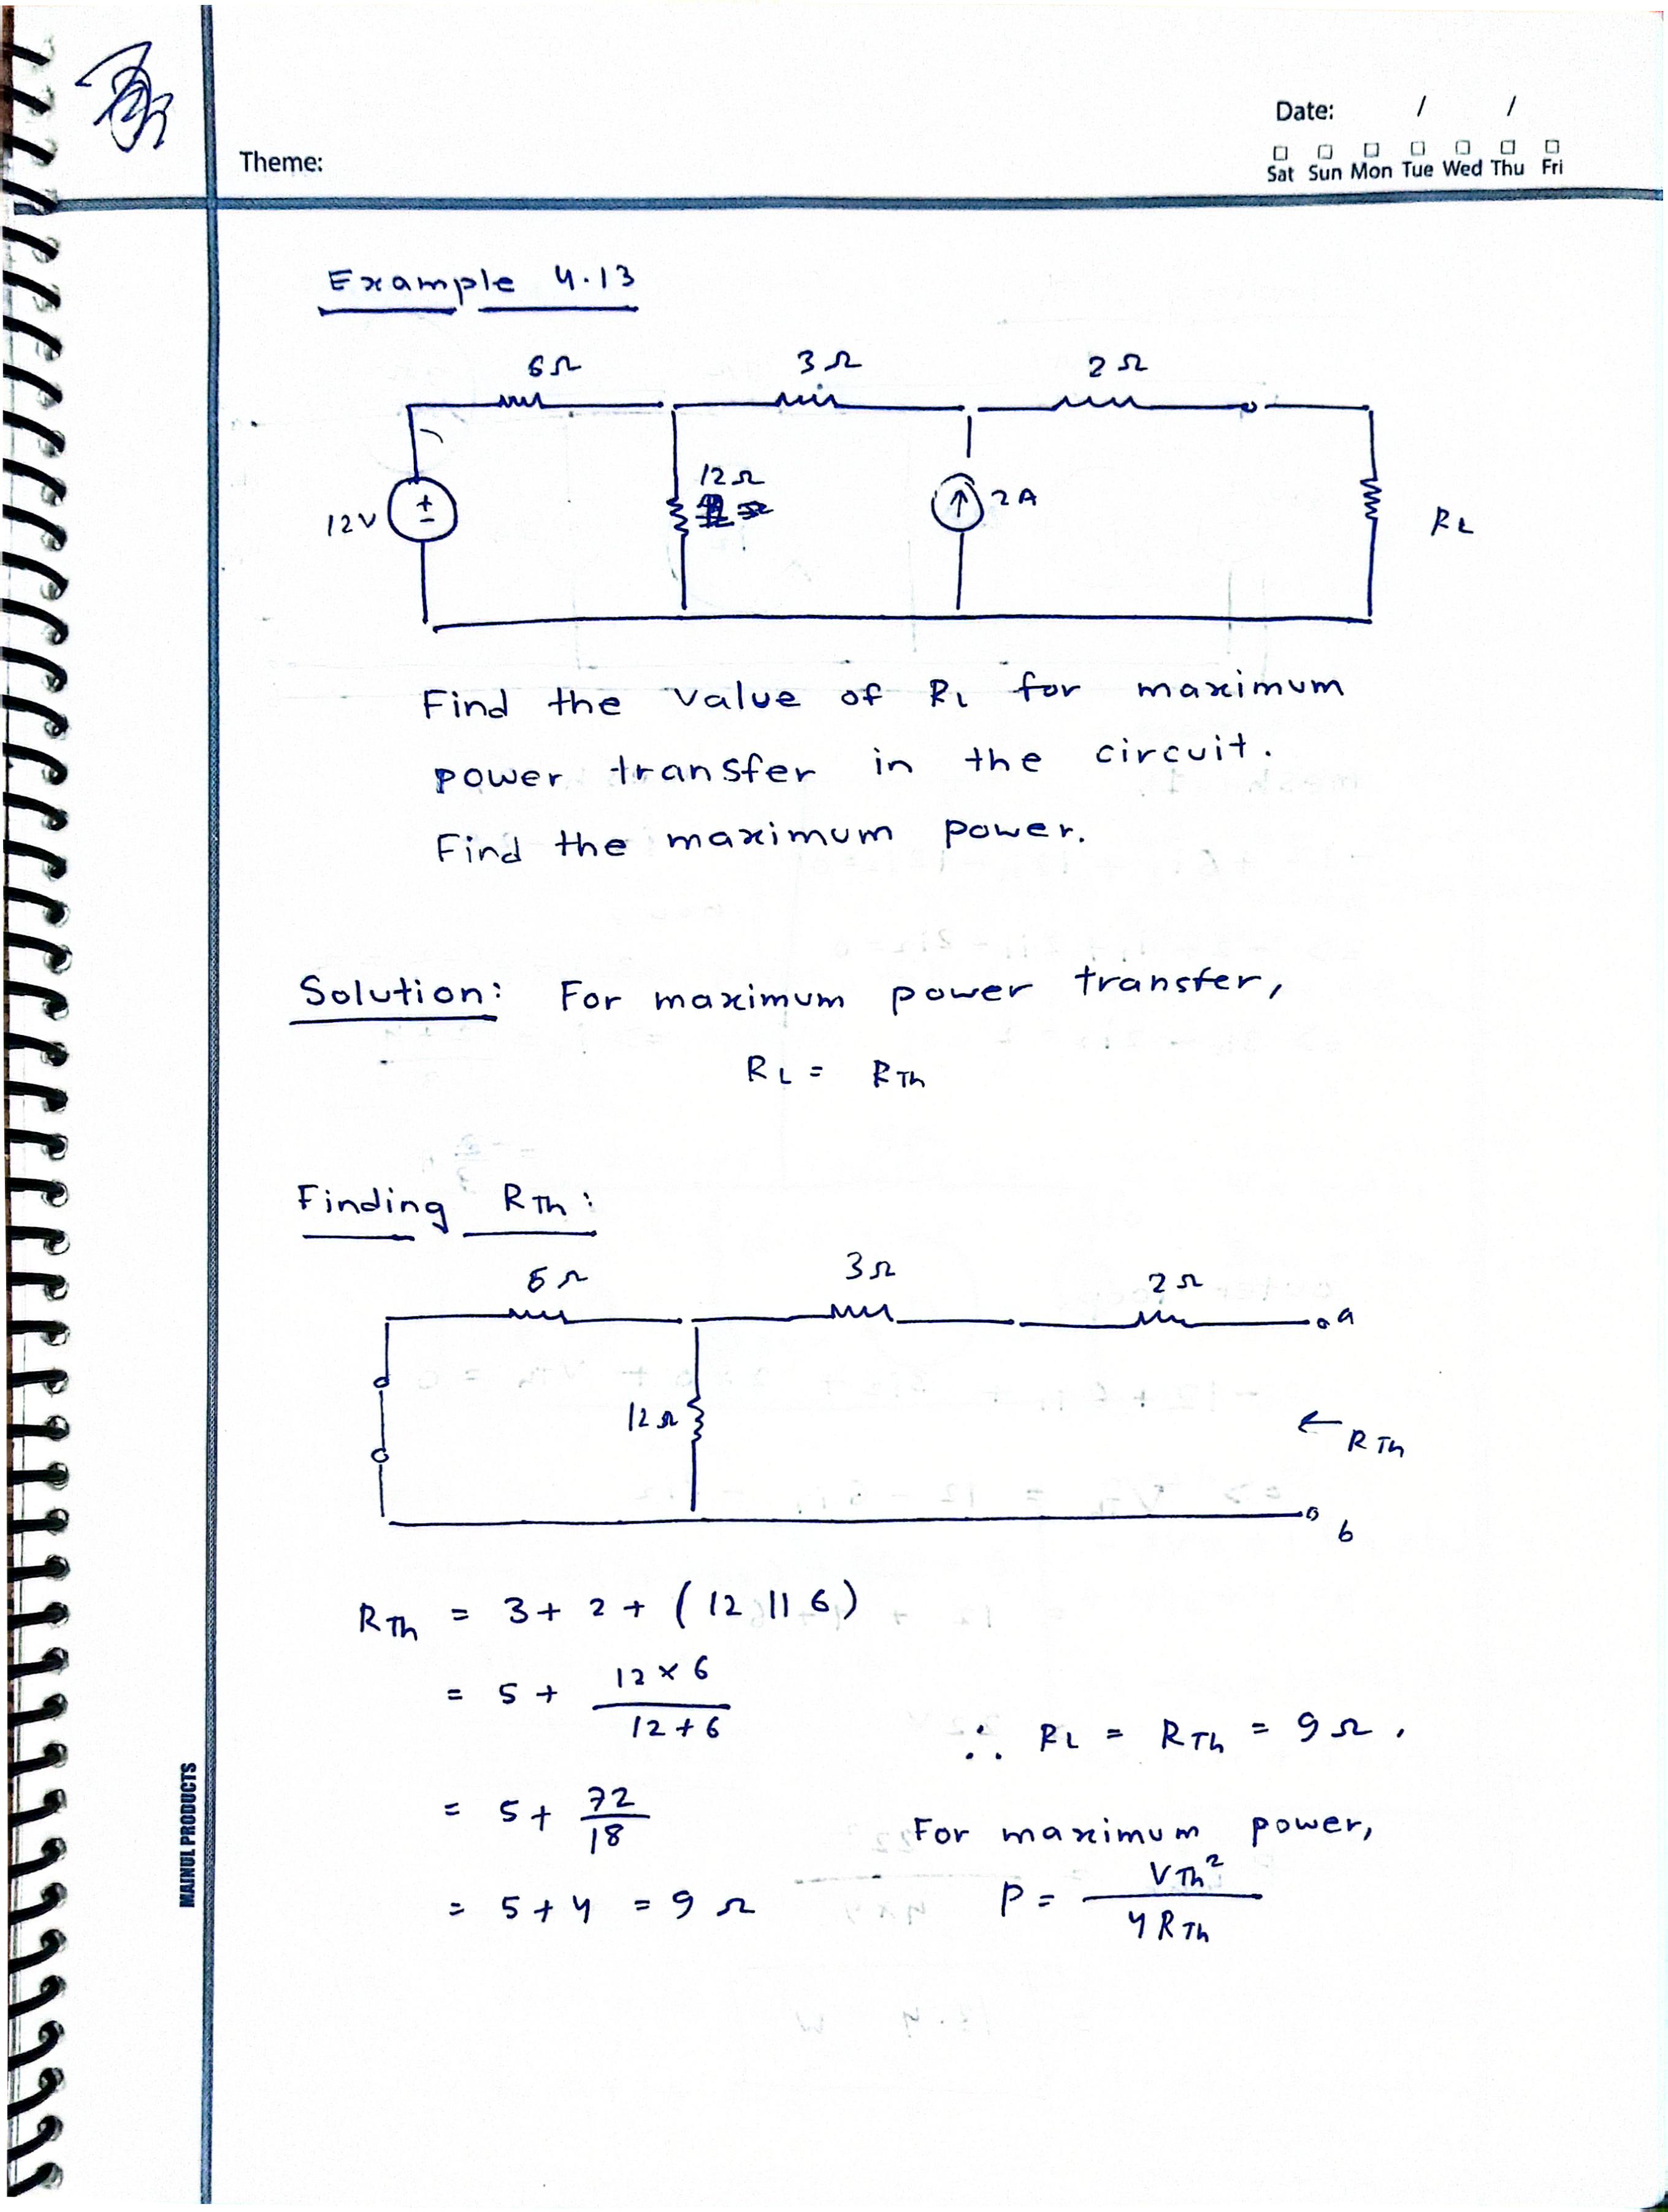 Date: / /
Sat Sun Mon Tue Wed Thu Fri
Theme:
Example 4.13
6Ω 3Ω 2Ω
12Ω
12V + - 2A RL
Find the value of RL for maximum
power transfer in the circuit.
Find the maximum power.
Solution: For maximum power transfer,
RL = RTh
Finding RTh:
6Ω 3Ω 2Ω
a
12Ω
← RTh
b
RTh = 3 + 2 + (12 || 6)
= 5 + 12 × 6 / 12 + 6
∴ RL = RTh = 9Ω.
= 5 + 72 / 18
For maximum power,
= 5 + 4 = 9Ω
P = VTh² / 4RTh
MAINUL PRODUCTS